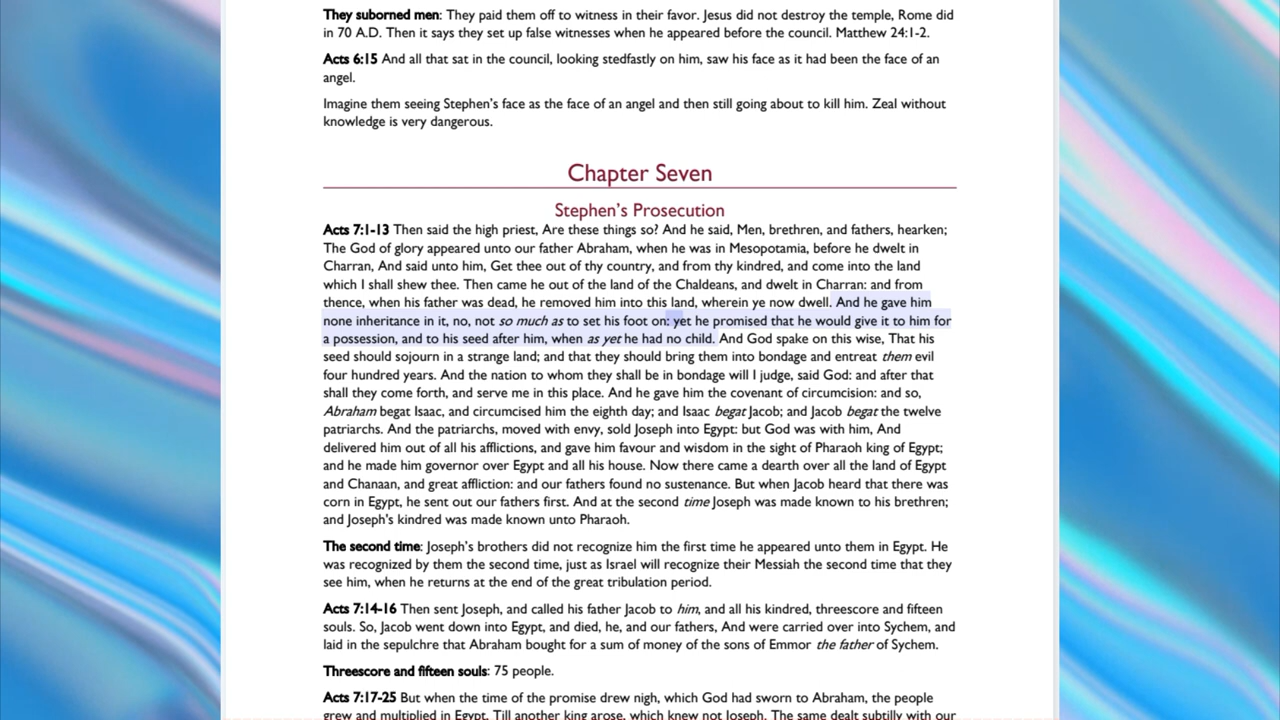 They suborned men: They paid them off to witness in their favor. Jesus did not destroy the temple, Rome did
in 70 A.D. Then it says they set up false witnesses when he appeared before the council. Matthew 24:1-2.
Acts 6:15 And all that sat in the council, looking stedfastly on him, saw his face as it had been the face of an
angel.
Imagine them seeing Stephen's face as the face of an angel and then still going about to kill him. Zeal without
knowledge is very dangerous.
Chapter Seven
Stephen's Prosecution
Acts 7:1-13 Then said the high priest, Are these things so? And he said, Men, brethren, and fathers, hearken;
The God of glory appeared unto our father Abraham, when he was in Mesopotamia, before he dwelt in
Charran, And said unto him, Get thee out of thy country, and from thy kindred, and come into the land
which I shall shew thee. Then came he out of the land of the Chaldeans, and dwelt in Charran: and from
thence, when his father was dead, he removed him into this land, wherein ye now dwell. And he gave him
none inheritance in it, no, not so much as to set his foot on: yet he promised that he would give it to him for
a possession, and to his seed after him, when as yet he had no child. And God spake on this wise, That his
seed should sojourn in a strange land; and that they should bring them into bondage and entreat them evil
four hundred years. And the nation to whom they shall be in bondage will I judge, said God: and after that
shall they come forth, and serve me in this place. And he gave him the covenant of circumcision: and so,
Abraham begat Isaac, and circumcised him the eighth day; and Isaac begat Jacob; and Jacob begat the twelve
patriarchs. And the patriarchs, moved with envy, sold Joseph into Egypt: but God was with him, And
delivered him out of all his afflictions, and gave him favour and wisdom in the sight of Pharaoh king of Egypt;
and he made him governor over Egypt and all his house. Now there came a dearth over all the land of Egypt
and Chanaan, and great affliction: and our fathers found no sustenance. But when Jacob heard that there was
corn in Egypt, he sent out our fathers first. And at the second time Joseph was made known to his brethren;
and Joseph's kindred was made known unto Pharaoh.
The second time: Joseph's brothers did not recognize him the first time he appeared unto them in Egypt. He
was recognized by them the second time, just as Israel will recognize their Messiah the second time that they
see him, when he returns at the end of the great tribulation period.
Acts 7:14-16 Then sent Joseph, and called his father Jacob to him, and all his kindred, threescore and fifteen
souls. So, Jacob went down into Egypt, and died, he, and our fathers, And were carried over into Sychem, and
laid in the sepulchre that Abraham bought for a sum of money of the sons of Emmor the father of Sychem.
Threescore and fifteen souls: 75 people.
Acts 7:17-25 But when the time of the promise drew nigh, which God had sworn to Abraham, the people
grew and multiplied in Egypt, Till another king arose, which knew not Joseph. The same dealt subtilly with our